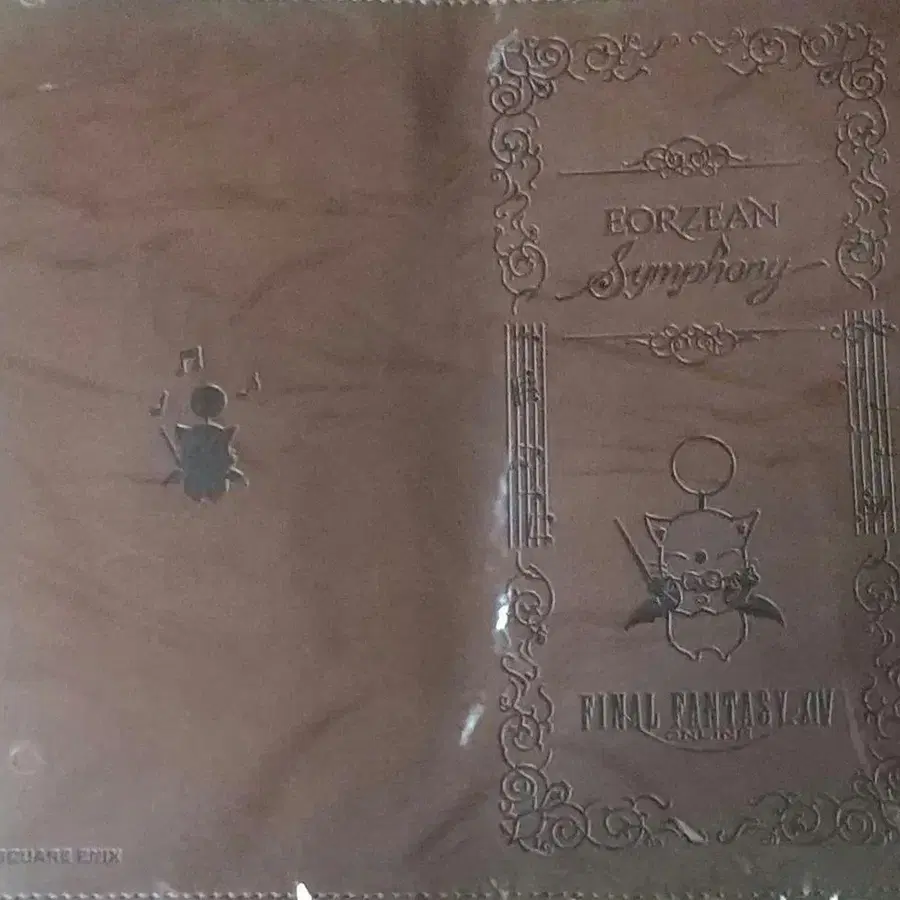 EORZEAN
Symphony
FINAL FANTASY XIV
ONLINE
SQUARE ENIX